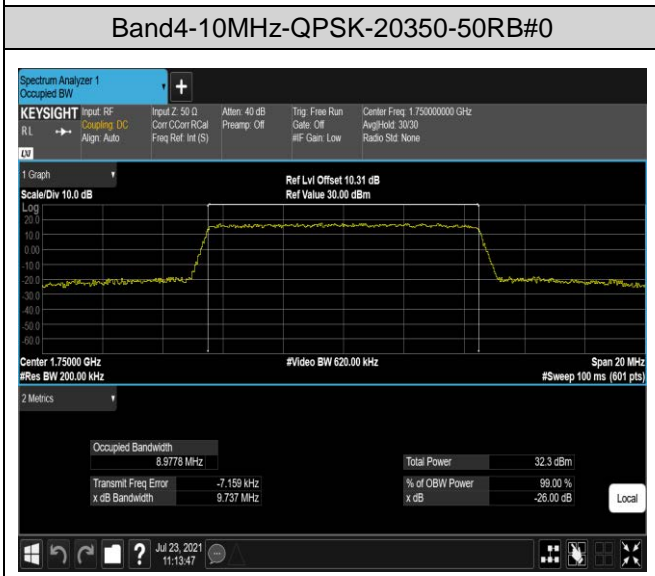 Band4-10MHz-QPSK-20350-50RB#0
Spectrum Analyzer 1
Occupied BW
+
KEYSIGHT
RL
LXI
Input: RF
Coupling: DC
Align: Auto
Input Z: 50 Ω
Corr CCorr RCal
Freq Ref: Int (S)
Atten: 40 dB
Preamp: Off
Trig: Free Run
Gate: Off
#IF Gain: Low
Center Freq: 1.750000000 GHz
Avg|Hold: 30/30
Radio Std: None
1 Graph
Scale/Div 10.0 dB
Ref Lvl Offset 10.31 dB
Ref Value 30.00 dBm
Log
20.0
10.0
0.00
-10.0
-20.0
-30.0
-40.0
-50.0
-60.0
Center 1.75000 GHz
#Video BW 620.00 kHz
Span 20 MHz
#Res BW 200.00 kHz
#Sweep 100 ms (601 pts)
2 Metrics
Occupied Bandwidth
8.9778 MHz
Total Power 32.3 dBm
Transmit Freq Error -7.159 kHz
% of OBW Power 99.00 %
x dB Bandwidth 9.737 MHz
x dB -26.00 dB
Local
?
Jul 23, 2021
11:13:47